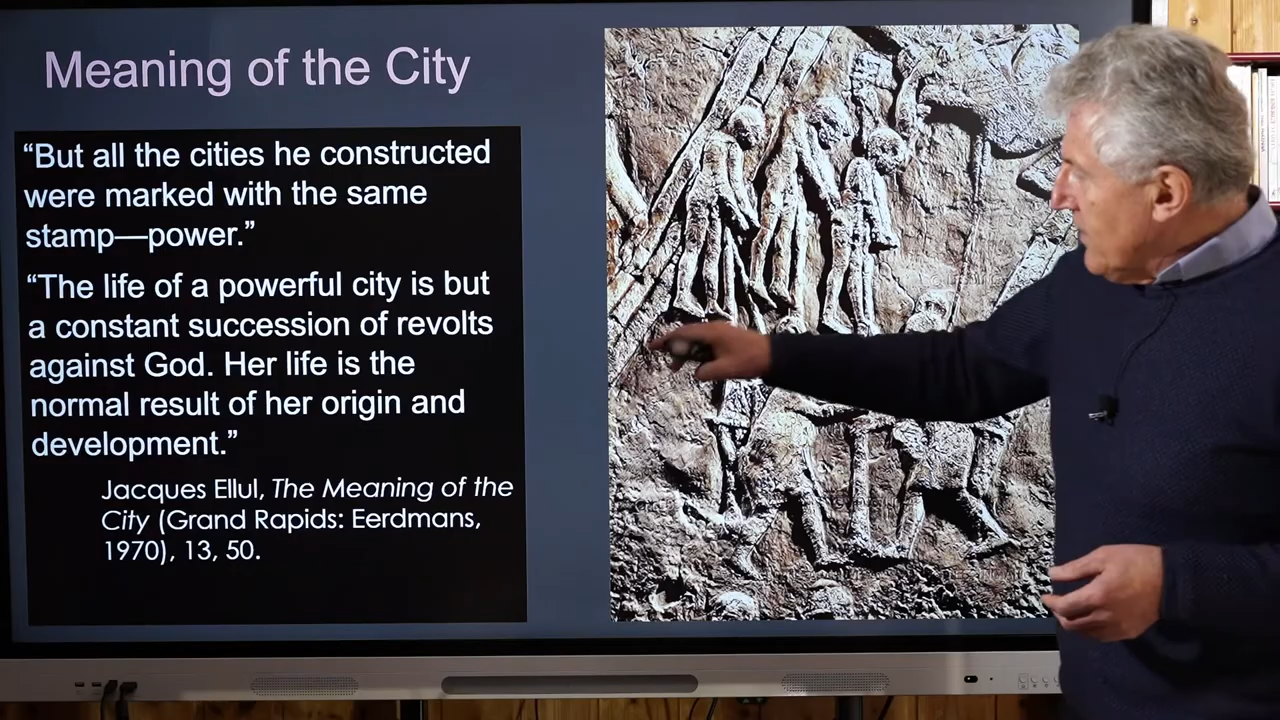 Meaning of the City
“But all the cities he constructed
were marked with the same
stamp—power.”
“The life of a powerful city is but
a constant succession of revolts
against God. Her life is the
normal result of her origin and
development.”
Jacques Ellul, The Meaning of the
City (Grand Rapids: Eerdmans,
1970), 13, 50.